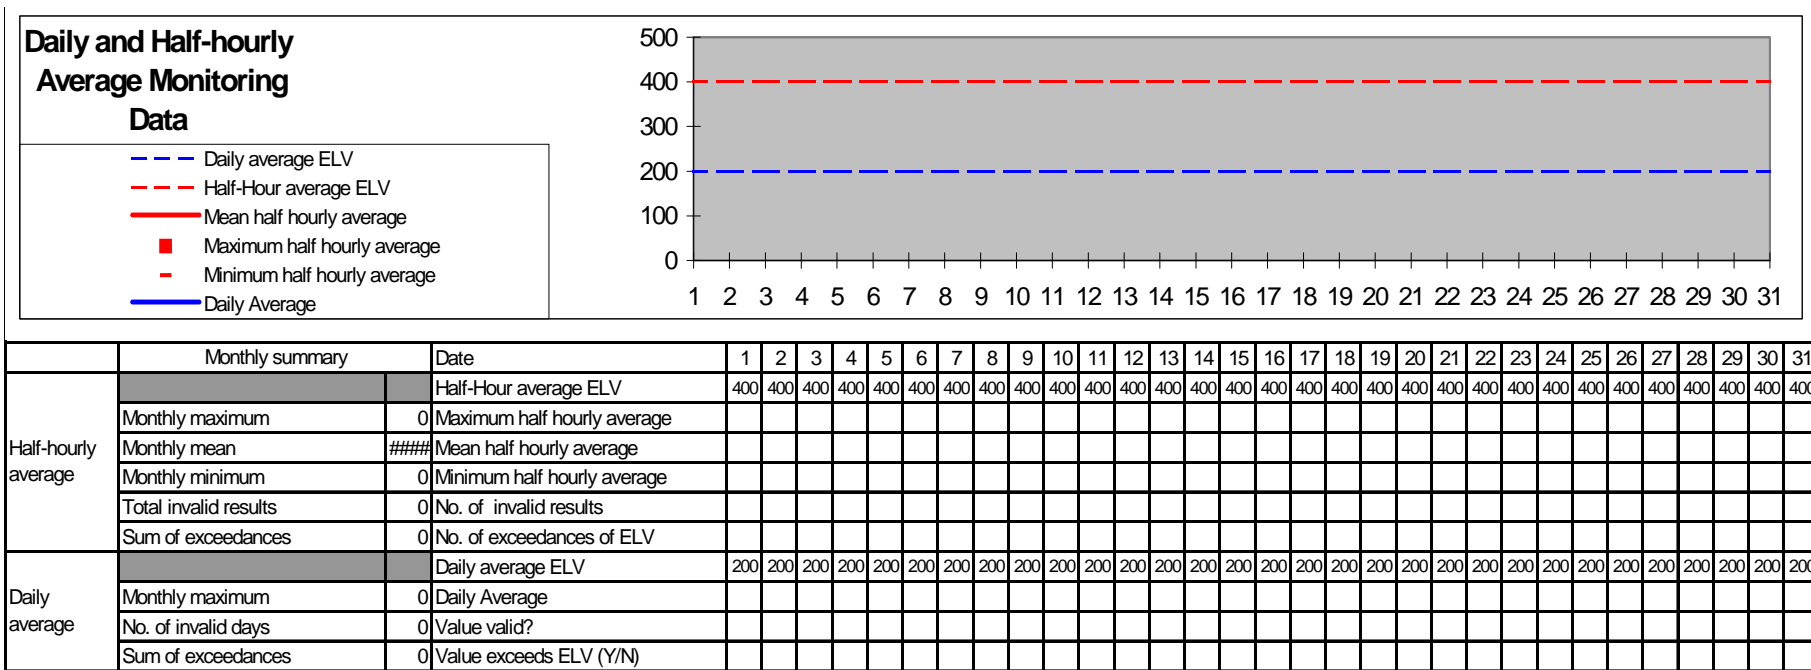 Daily and Half-hourly
Average Monitoring
Data
Daily average ELV
Half-Hour average ELV
Mean half hourly average
Maximum half hourly average
Minimum half hourly average
Daily Average
500
400
300
200
100
0
1 2 3 4 5 6 7 8 9 10 11 12 13 14 15 16 17 18 19 20 21 22 23 24 25 26 27 28 29 30 31
Monthly summary Date 1 2 3 4 5 6 7 8 9 10 11 12 13 14 15 16 17 18 19 20 21 22 23 24 25 26 27 28 29 30 31
Half-Hour average ELV 400 400 400 400 400 400 400 400 400 400 400 400 400 400 400 400 400 400 400 400 400 400 400 400 400 400 400 400 400 400 400
Monthly maximum 0 Maximum half hourly average
Half-hourly average Monthly mean #### Mean half hourly average
Monthly minimum 0 Minimum half hourly average
Total invalid results 0 No. of invalid results
Sum of exceedances 0 No. of exceedances of ELV
Daily average ELV 200 200 200 200 200 200 200 200 200 200 200 200 200 200 200 200 200 200 200 200 200 200 200 200 200 200 200 200 200 200 200
Daily average Monthly maximum 0 Daily Average
No. of invalid days 0 Value valid?
Sum of exceedances 0 Value exceeds ELV (Y/N)